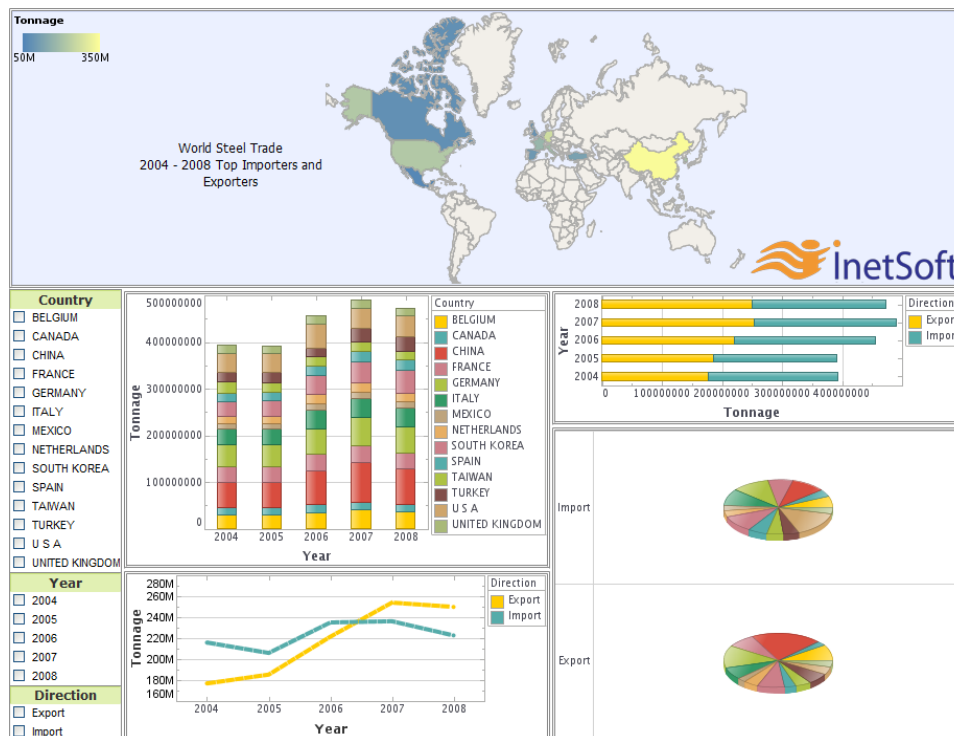 Tonnage
50M 350M
World Steel Trade
2004 - 2008 Top Importers and
Exporters
InetSoft
Country
BELGIUM
CANADA
CHINA
FRANCE
GERMANY
ITALY
MEXICO
NETHERLANDS
SOUTH KOREA
SPAIN
TAIWAN
TURKEY
U S A
UNITED KINGDOM
Year
2004
2005
2006
2007
2008
Direction
Export
Import
Tonnage
500000000
400000000
300000000
200000000
100000000
0
2004 2005 2006 2007 2008
Year
Country
BELGIUM
CANADA
CHINA
FRANCE
GERMANY
ITALY
MEXICO
NETHERLANDS
SOUTH KOREA
SPAIN
TAIWAN
TURKEY
U S A
UNITED KINGDOM
Tonnage
280M
260M
240M
220M
200M
180M
160M
2004 2005 2006 2007 2008
Year
Direction
Export
Import
Year
2008
2007
2006
2005
2004
0 100000000 200000000 300000000 400000000
Tonnage
Direction
Export
Import
Import
Export